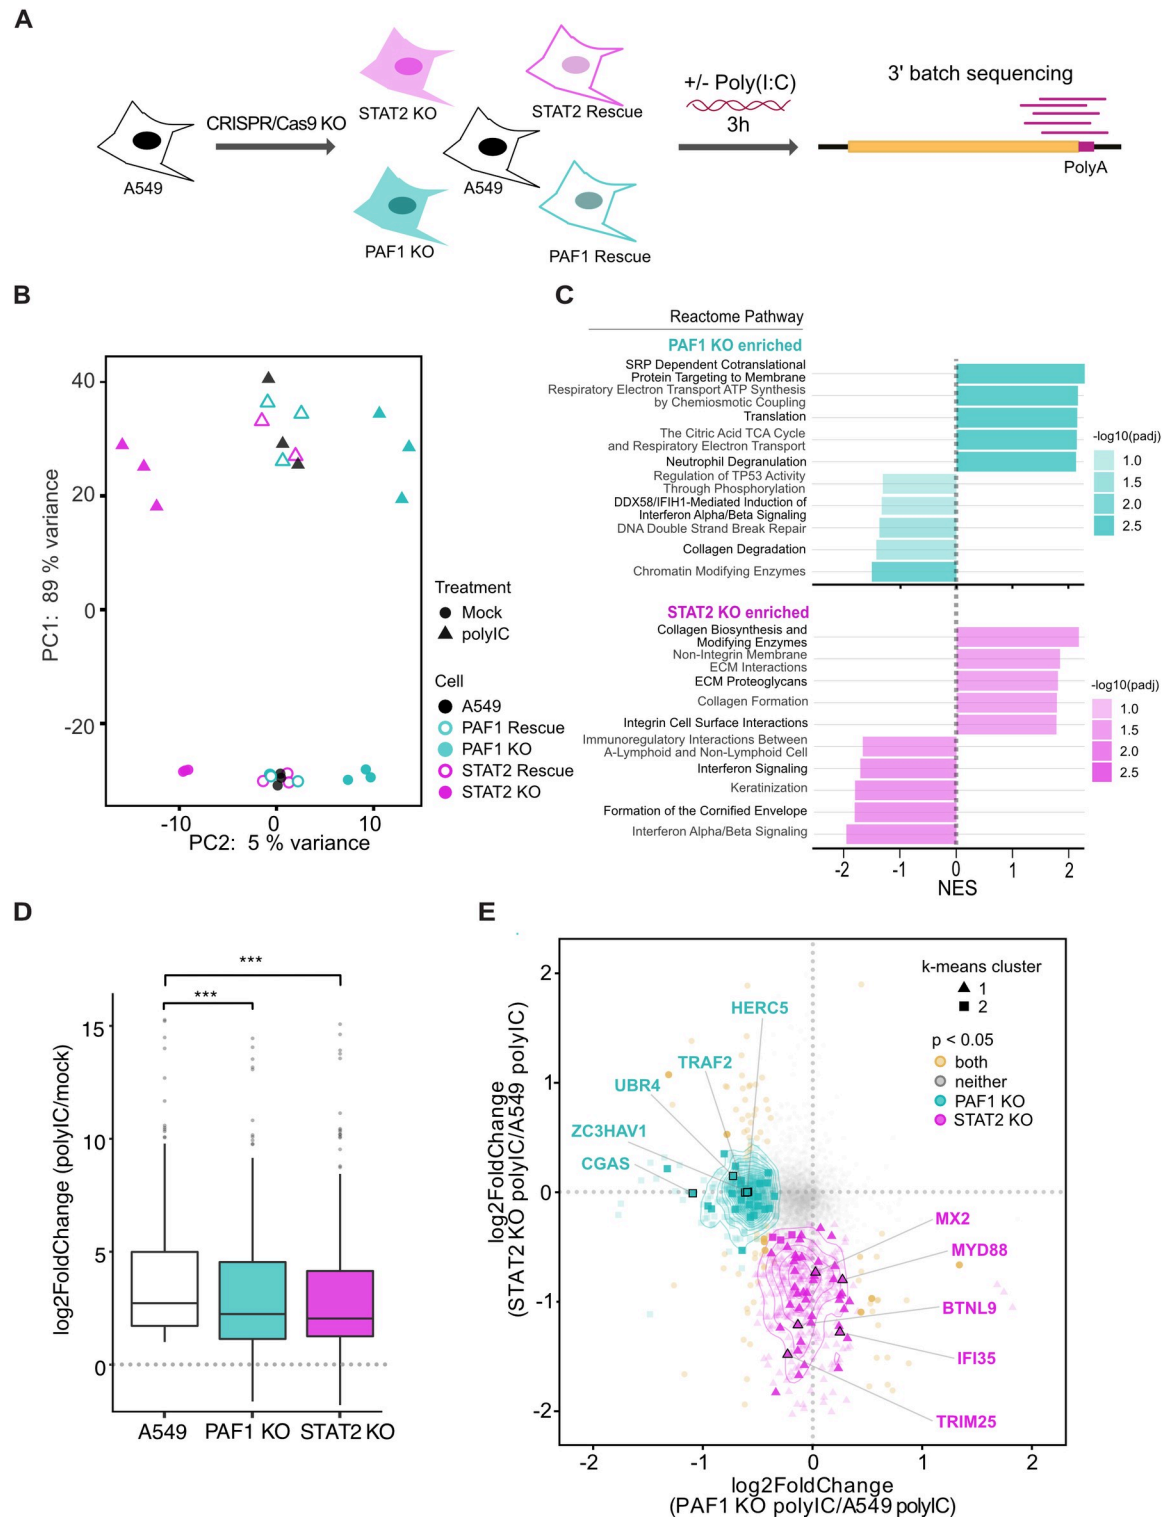 A
CRISPR/Cas9 KO
A549
STAT2 KO
STAT2 Rescue
A549
PAF1 KO
PAF1 Rescue
+/- Poly(I:C)
3h
3' batch sequencing
PolyA
B
PC1: 89 % variance
40
20
0
-20
-10
0
10
PC2: 5 % variance
Treatment
Mock
polyIC
Cell
A549
PAF1 Rescue
PAF1 KO
STAT2 Rescue
STAT2 KO
C
Reactome Pathway
PAF1 KO enriched
SRP Dependent Cotranslational
Protein Targeting to Membrane
Respiratory Electron Transport ATP Synthesis
by Chemiosmotic Coupling
Translation
The Citric Acid TCA Cycle
and Respiratory Electron Transport
Neutrophil Degranulation
Regulation of TP53 Activity
Through Phosphorylation
DDX58/IFIH1-Mediated Induction of
Interferon Alpha/Beta Signaling
DNA Double Strand Break Repair
Collagen Degradation
Chromatin Modifying Enzymes
-log10(padj)
1.0
1.5
2.0
2.5
STAT2 KO enriched
Collagen Biosynthesis and
Modifying Enzymes
Non-Integrin Membrane
ECM Interactions
ECM Proteoglycans
Collagen Formation
Integrin Cell Surface Interactions
Immunoregulatory Interactions Between
A-Lymphoid and Non-Lymphoid Cell
Interferon Signaling
Keratinization
Formation of the Cornified Envelope
Interferon Alpha/Beta Signaling
-log10(padj)
1.0
1.5
2.0
2.5
-2
-1
0
1
2
NES
D
log2FoldChange (polyIC/mock)
15
10
5
0
***
***
A549
PAF1 KO
STAT2 KO
E
log2FoldChange
(STAT2 KO polyIC/A549 polyIC)
2
1
0
-1
-2
HERC5
TRAF2
UBR4
ZC3HAV1
CGAS
k-means cluster
1
2
p < 0.05
both
neither
PAF1 KO
STAT2 KO
MX2
MYD88
BTNL9
IFI35
TRIM25
-2
-1
0
1
2
log2FoldChange
(PAF1 KO polyIC/A549 polyIC)